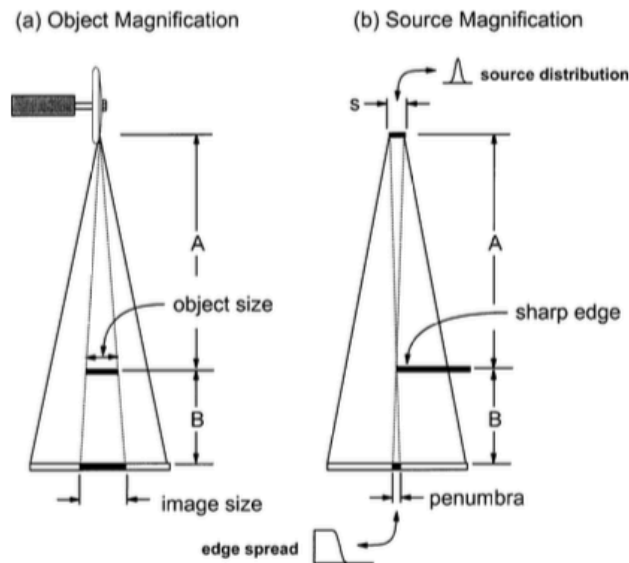 (a) Object Magnification
(b) Source Magnification
source distribution
s
A
A
object size
sharp edge
B
B
image size
penumbra
edge spread